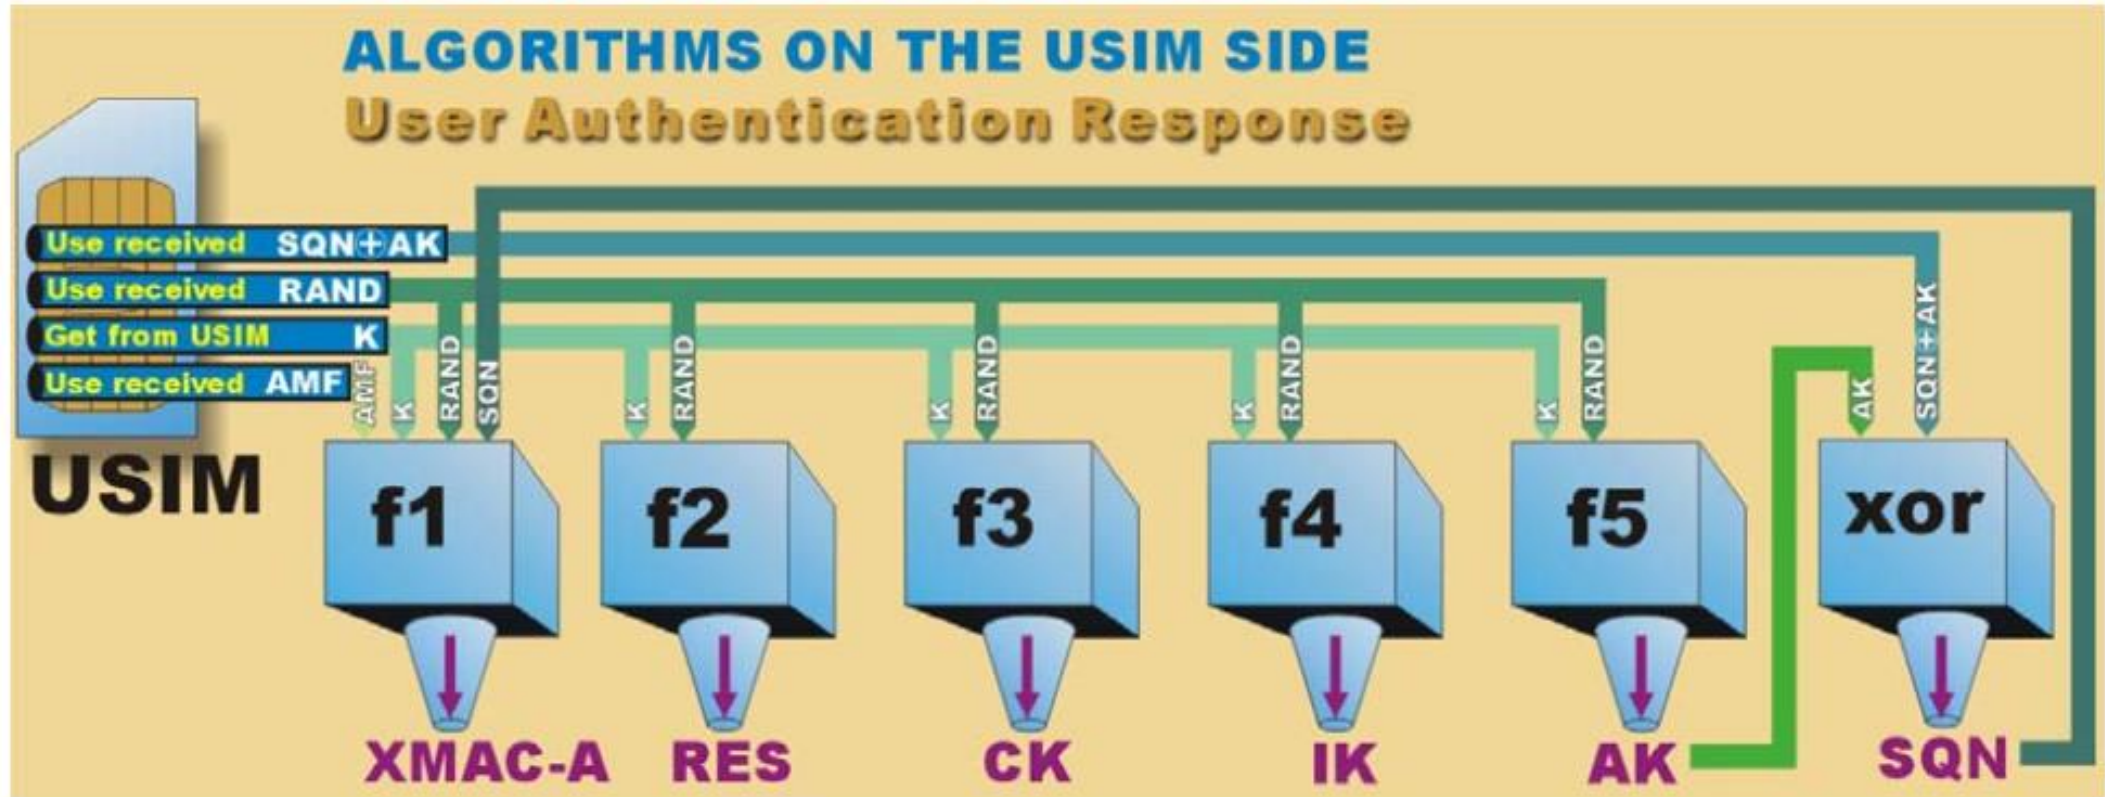 ALGORITHMS ON THE USIM SIDE
User Authentication Response
Use received SQN⊕AK
Use received RAND
Get from USIM K
Use received AMF
USIM
AMF K RAND SQN K RAND K RAND K RAND K RAND AK SQN+AK
f1 f2 f3 f4 f5 xor
XMAC-A RES CK IK AK SQN